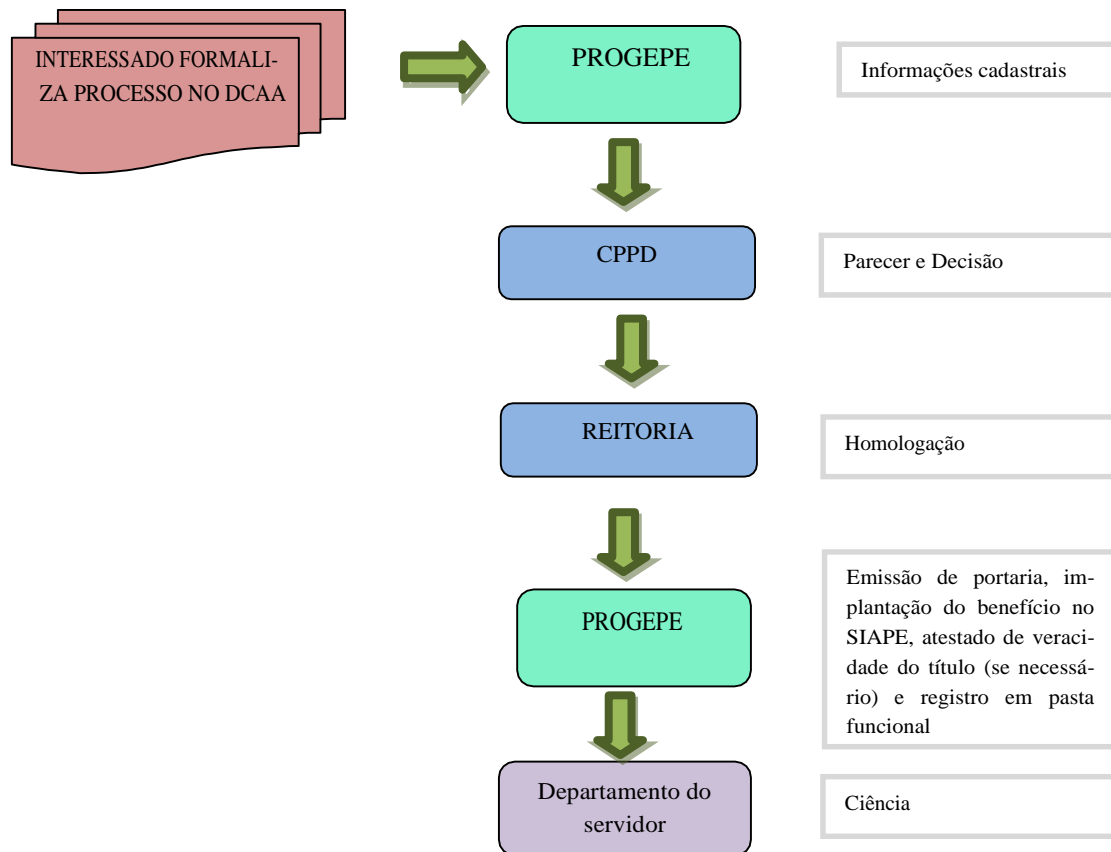 INTERESSADO FORMALI-
ZA PROCESSO NO DCAA
PROGEPE
Informações cadastrais
CPPD
Parecer e Decisão
REITORIA
Homologação
PROGEPE
Emissão de portaria, im-
plantação do benefício no
SIAPE, atestado de veraci-
dade do título (se necessá-
rio) e registro em pasta
funcional
Departamento do
servidor
Ciência